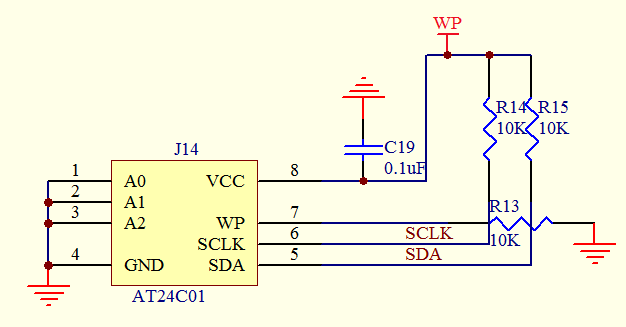 WP
R14 R15
10K 10K
C19
0.1uF
J14
1 A0 VCC 8
2 A1
3 A2 WP 7
R13
10K
SCLK 6 SCLK
4 GND SDA 5 SDA
AT24C01